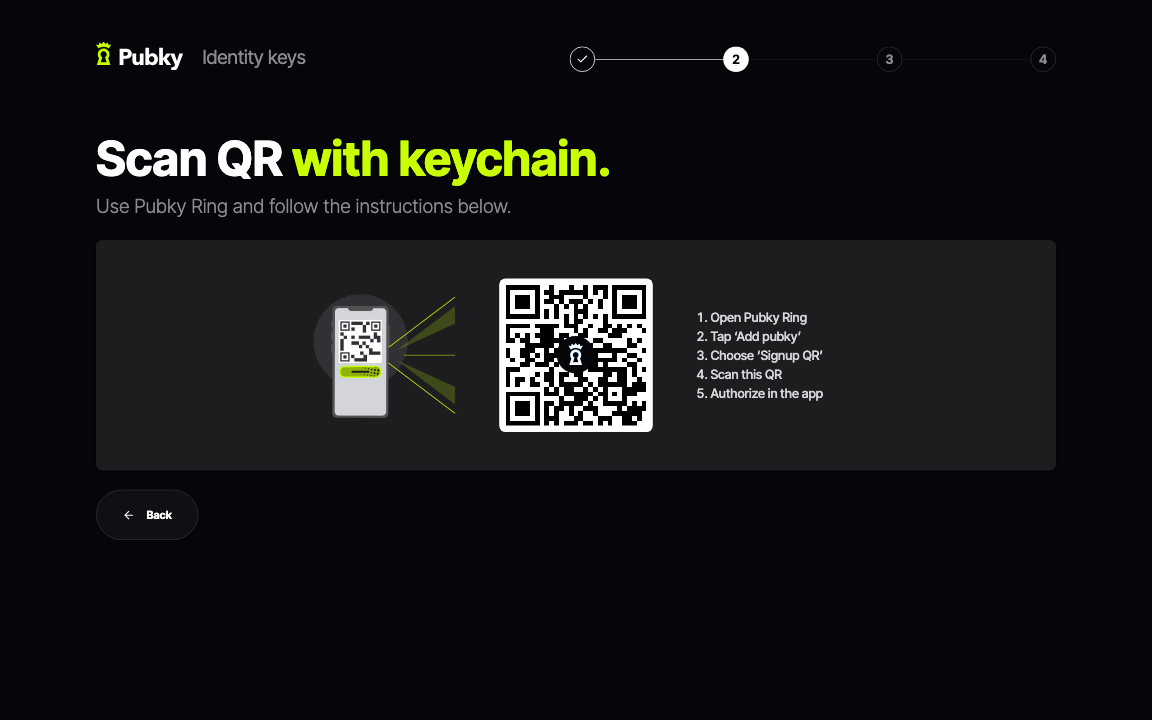 Pubky Identity keys
2 3 4
Scan QR with keychain.
Use Pubky Ring and follow the instructions below.
1. Open Pubky Ring
2. Tap ‘Add pubky’
3. Choose ‘Signup QR’
4. Scan this QR
5. Authorize in the app
Back